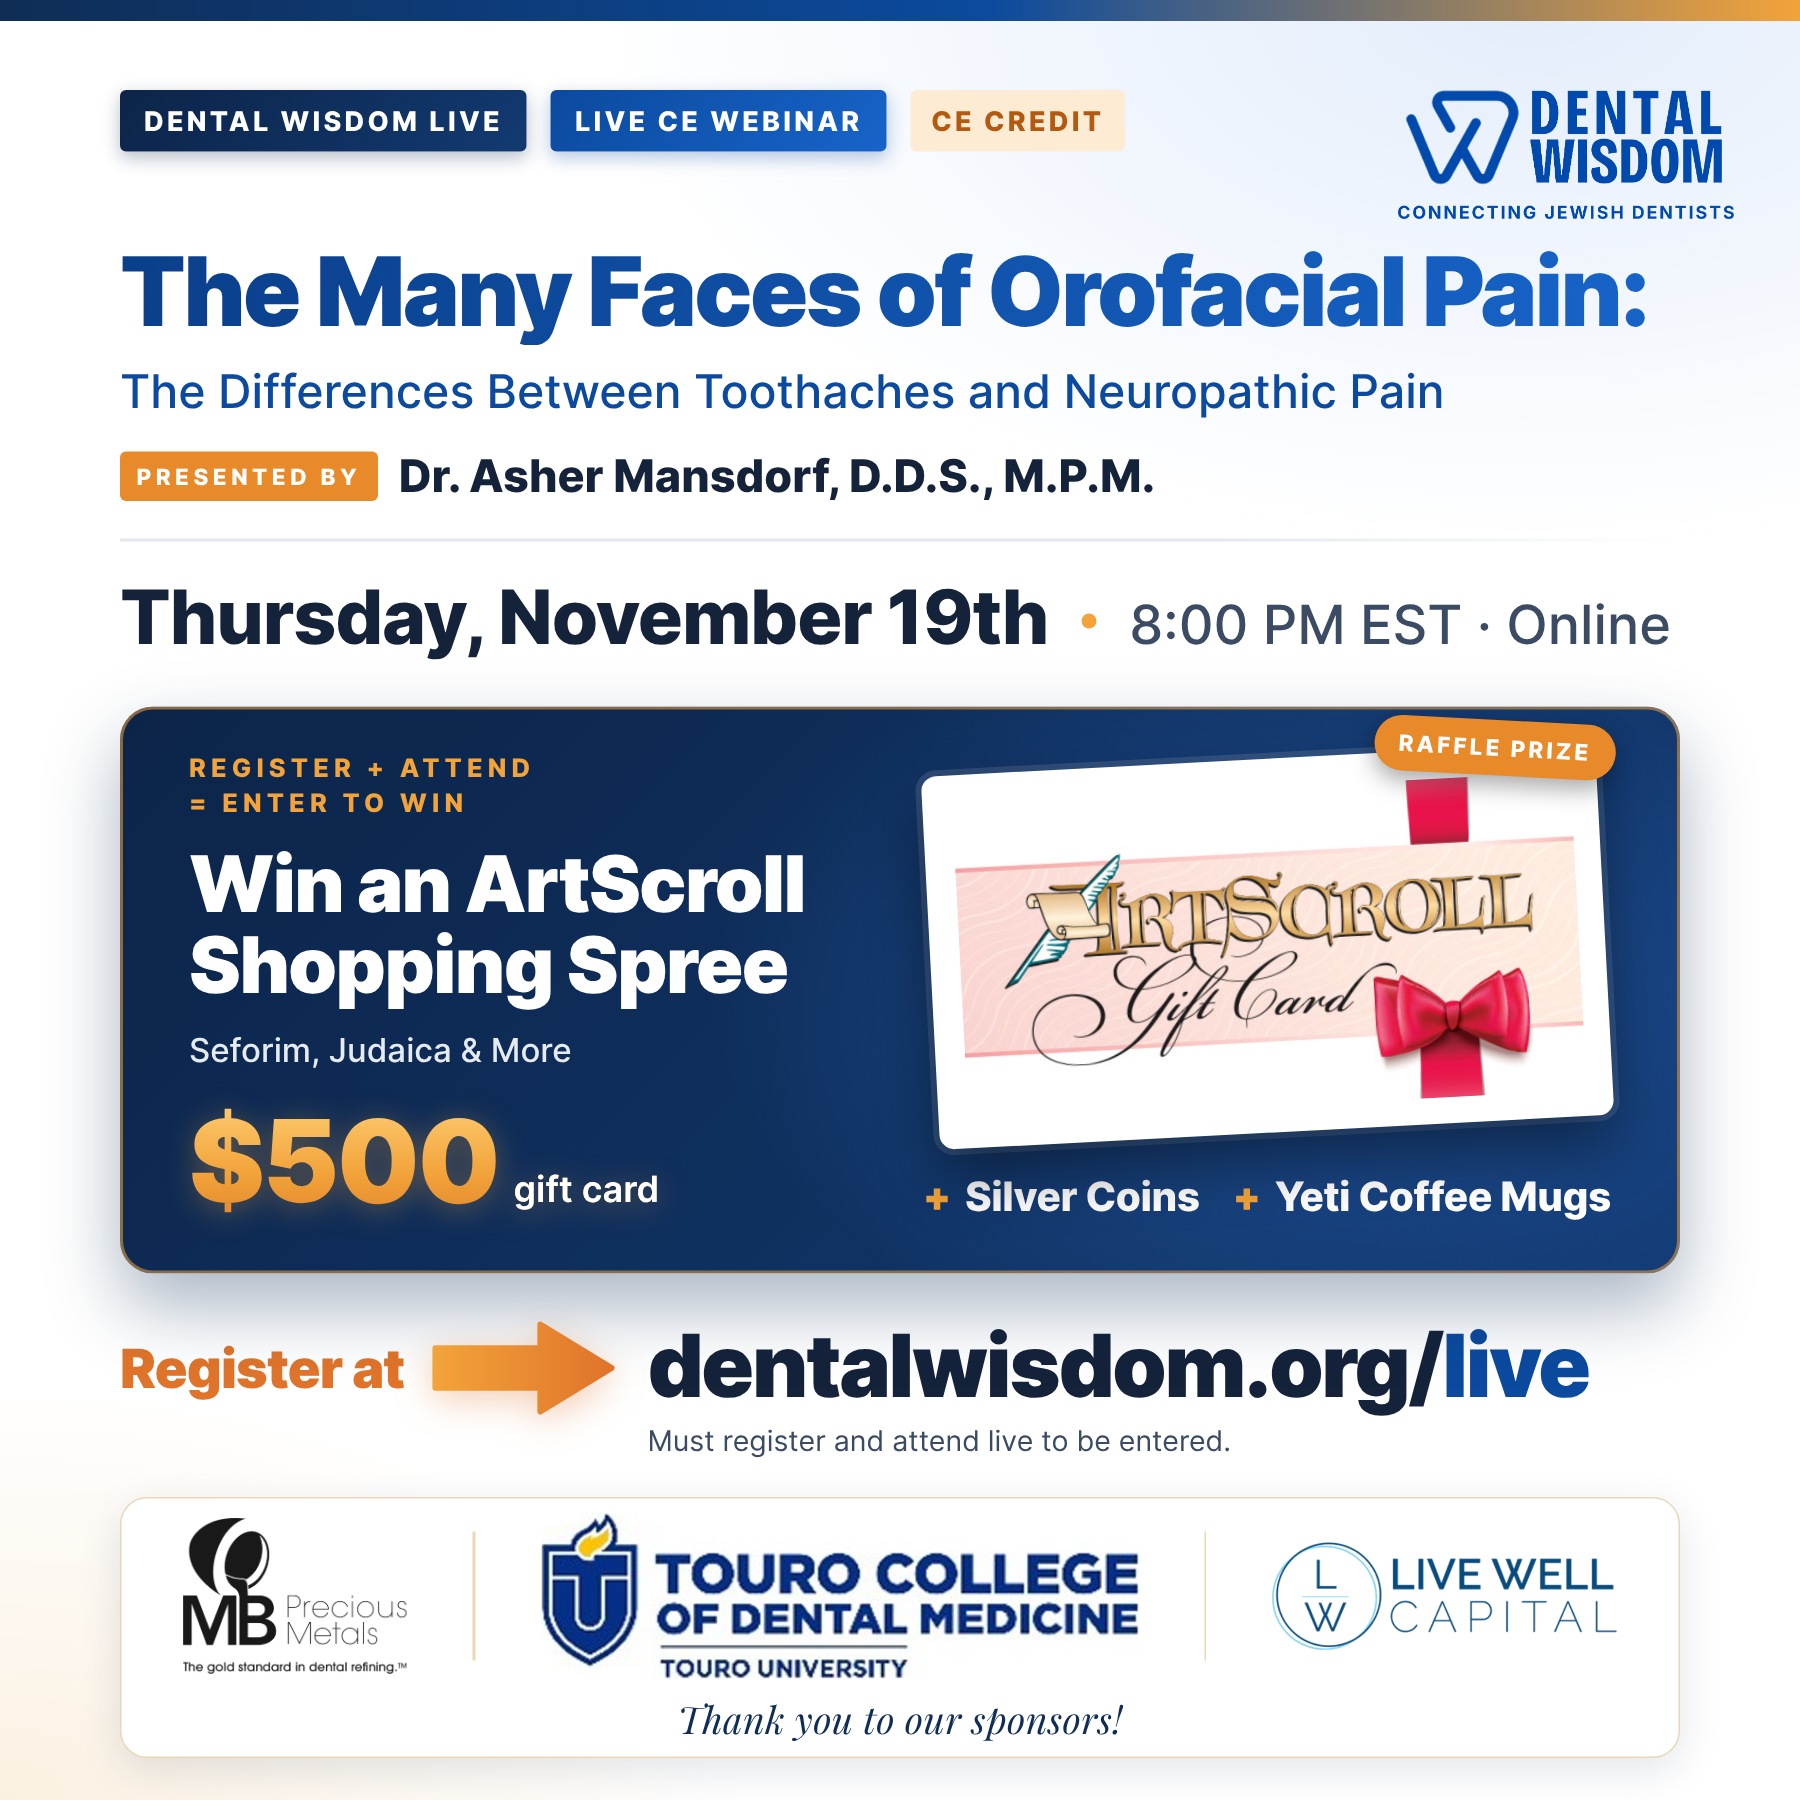 DENTAL WISDOM LIVE
LIVE CE WEBINAR
CE CREDIT
DENTAL
WISDOM
CONNECTING JEWISH DENTISTS
The Many Faces of Orofacial Pain:
The Differences Between Toothaches and Neuropathic Pain
PRESENTED BY Dr. Asher Mansdorf, D.D.S., M.P.M.
Thursday, November 19th • 8:00 PM EST · Online
REGISTER + ATTEND
= ENTER TO WIN
Win an ArtScroll
Shopping Spree
Seforim, Judaica & More
$500 gift card
RAFFLE PRIZE
ARTSCROLL
Gift Card
+ Silver Coins + Yeti Coffee Mugs
Register at dentalwisdom.org/live
Must register and attend live to be entered.
MB Precious
Metals
The gold standard in dental refining.™
TOURO COLLEGE
OF DENTAL MEDICINE
TOURO UNIVERSITY
L
W
LIVE WELL
CAPITAL
Thank you to our sponsors!